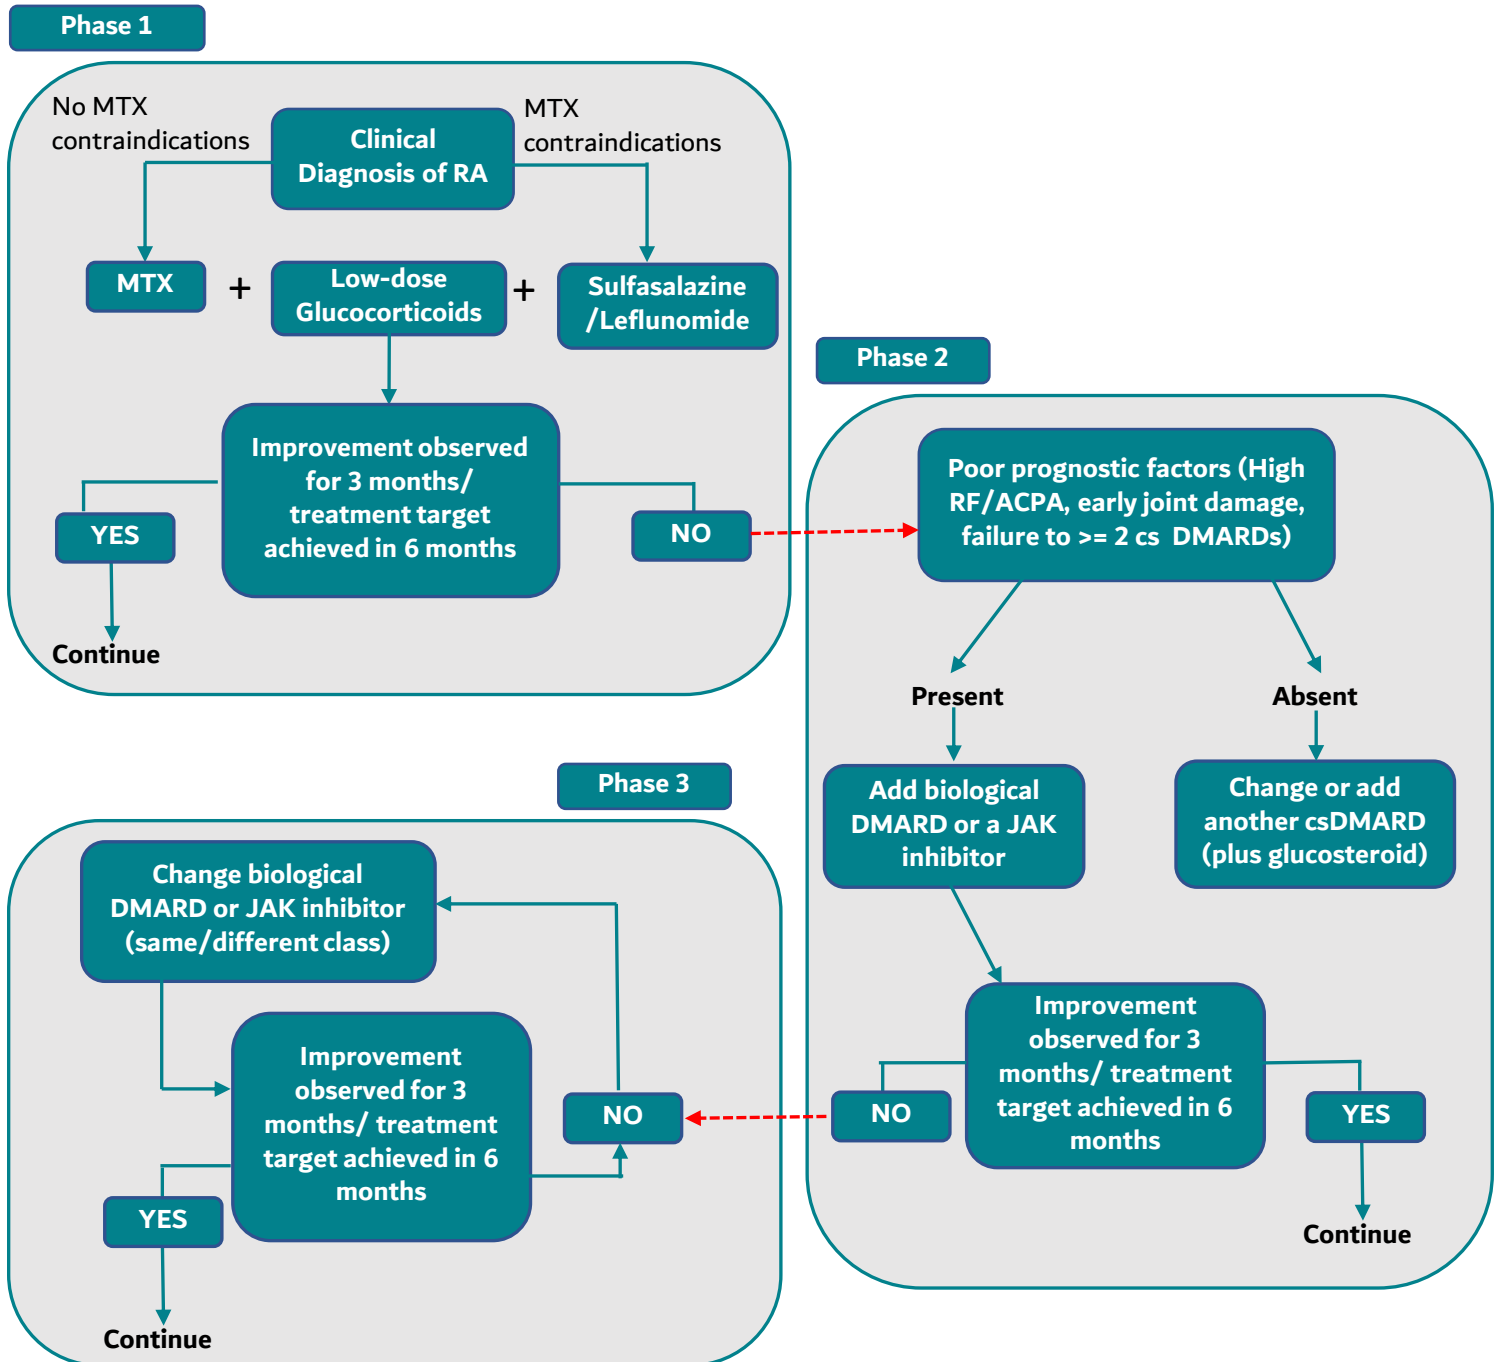 Phase 1
No MTX
contraindications
MTX
contraindications
Clinical
Diagnosis of RA
MTX
+
Low-dose
Glucocorticoids
+
Sulfasalazine
/Leflunomide
Improvement observed
for 3 months/
treatment target
achieved in 6 months
YES
NO
Continue
Phase 2
Poor prognostic factors (High
RF/ACPA, early joint damage,
failure to >= 2 cs DMARDs)
Present
Absent
Add biological
DMARD or a JAK
inhibitor
Change or add
another csDMARD
(plus glucosteroid)
Improvement
observed for 3
months/ treatment
target achieved in 6
months
NO
YES
Continue
Phase 3
Change biological
DMARD or JAK inhibitor
(same/different class)
Improvement
observed for 3
months/ treatment
target achieved in 6
months
NO
YES
Continue